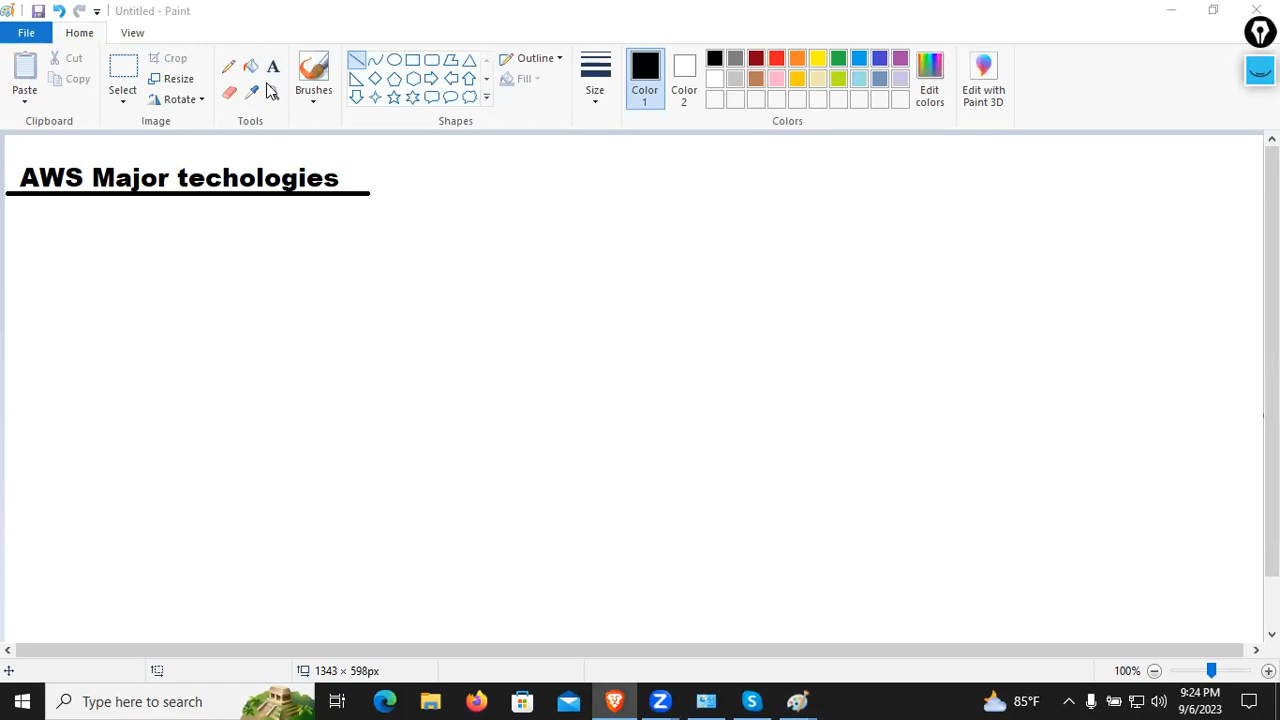 Untitled - Paint
File Home View
Paste
Cut
Copy
Clipboard
Select
Crop
Resize
Rotate
Image
Tools
Brushes
Shapes
Outline
Fill
Size
Color 1
Color 2
Colors
Edit colors
Edit with Paint 3D
AWS Major techologies
1343 × 598px
100%
Type here to search
85°F
9:24 PM
9/6/2023